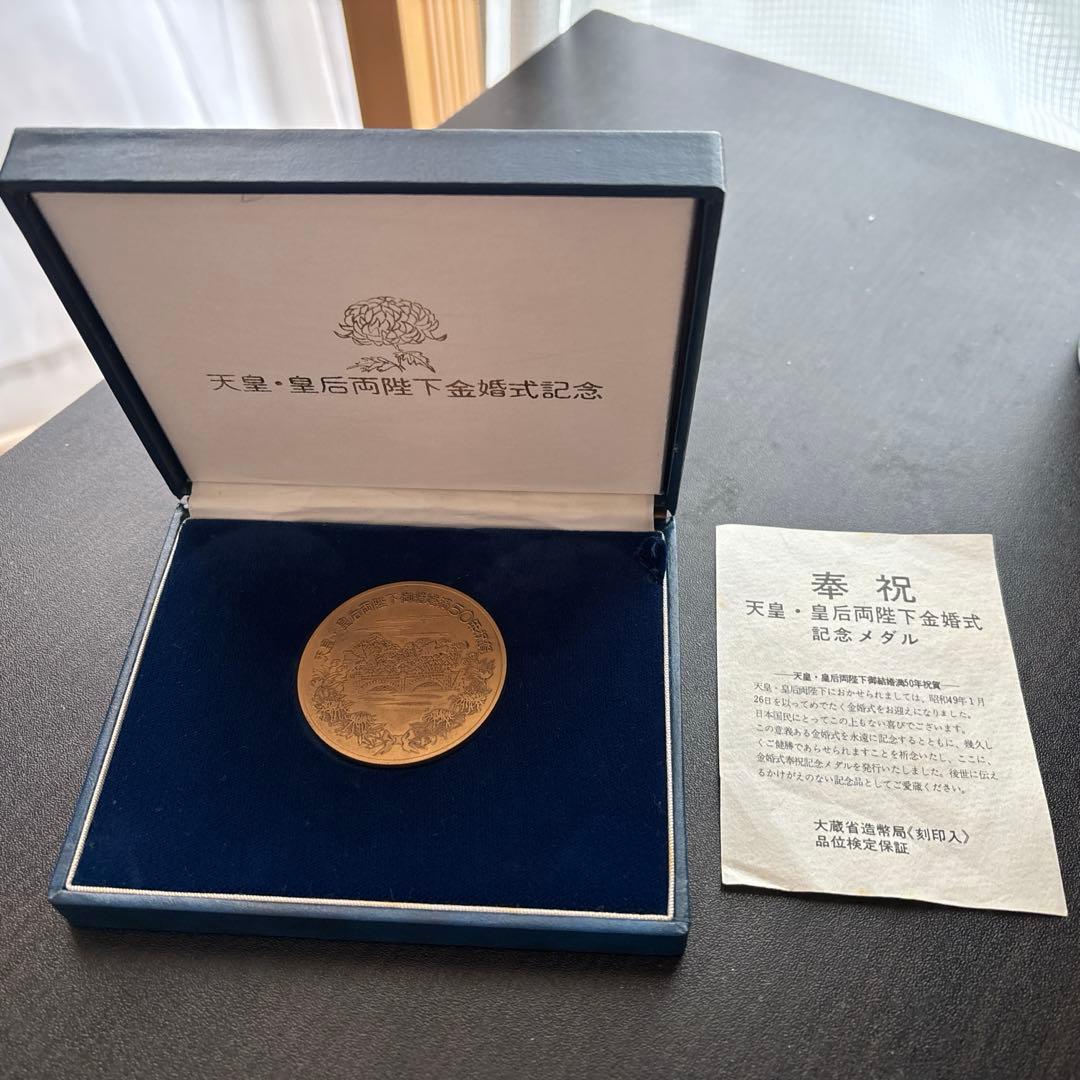 天皇・皇后両陛下金婚式記念
天皇・皇后両陛下御結婚満50年祝賀
奉祝
天皇・皇后両陛下金婚式
記念メダル
天皇・皇后両陛下御結婚満50年祝賀
天皇・皇后両陛下におかせられましては、昭和49年1月
26日を以ってめでたく金婚式をお迎えになりました。
日本国民にとってこの上もない喜びでございます。
この意義ある金婚式を永遠に記念するとともに、幾久し
くご健勝であらせられますことを祈念いたし、ここに、
金婚式奉祝記念メダルを発行いたしました。後世に伝え
るかけがえのない記念品としてご愛蔵ください。
大蔵省造幣局《刻印入》
品位検定保証